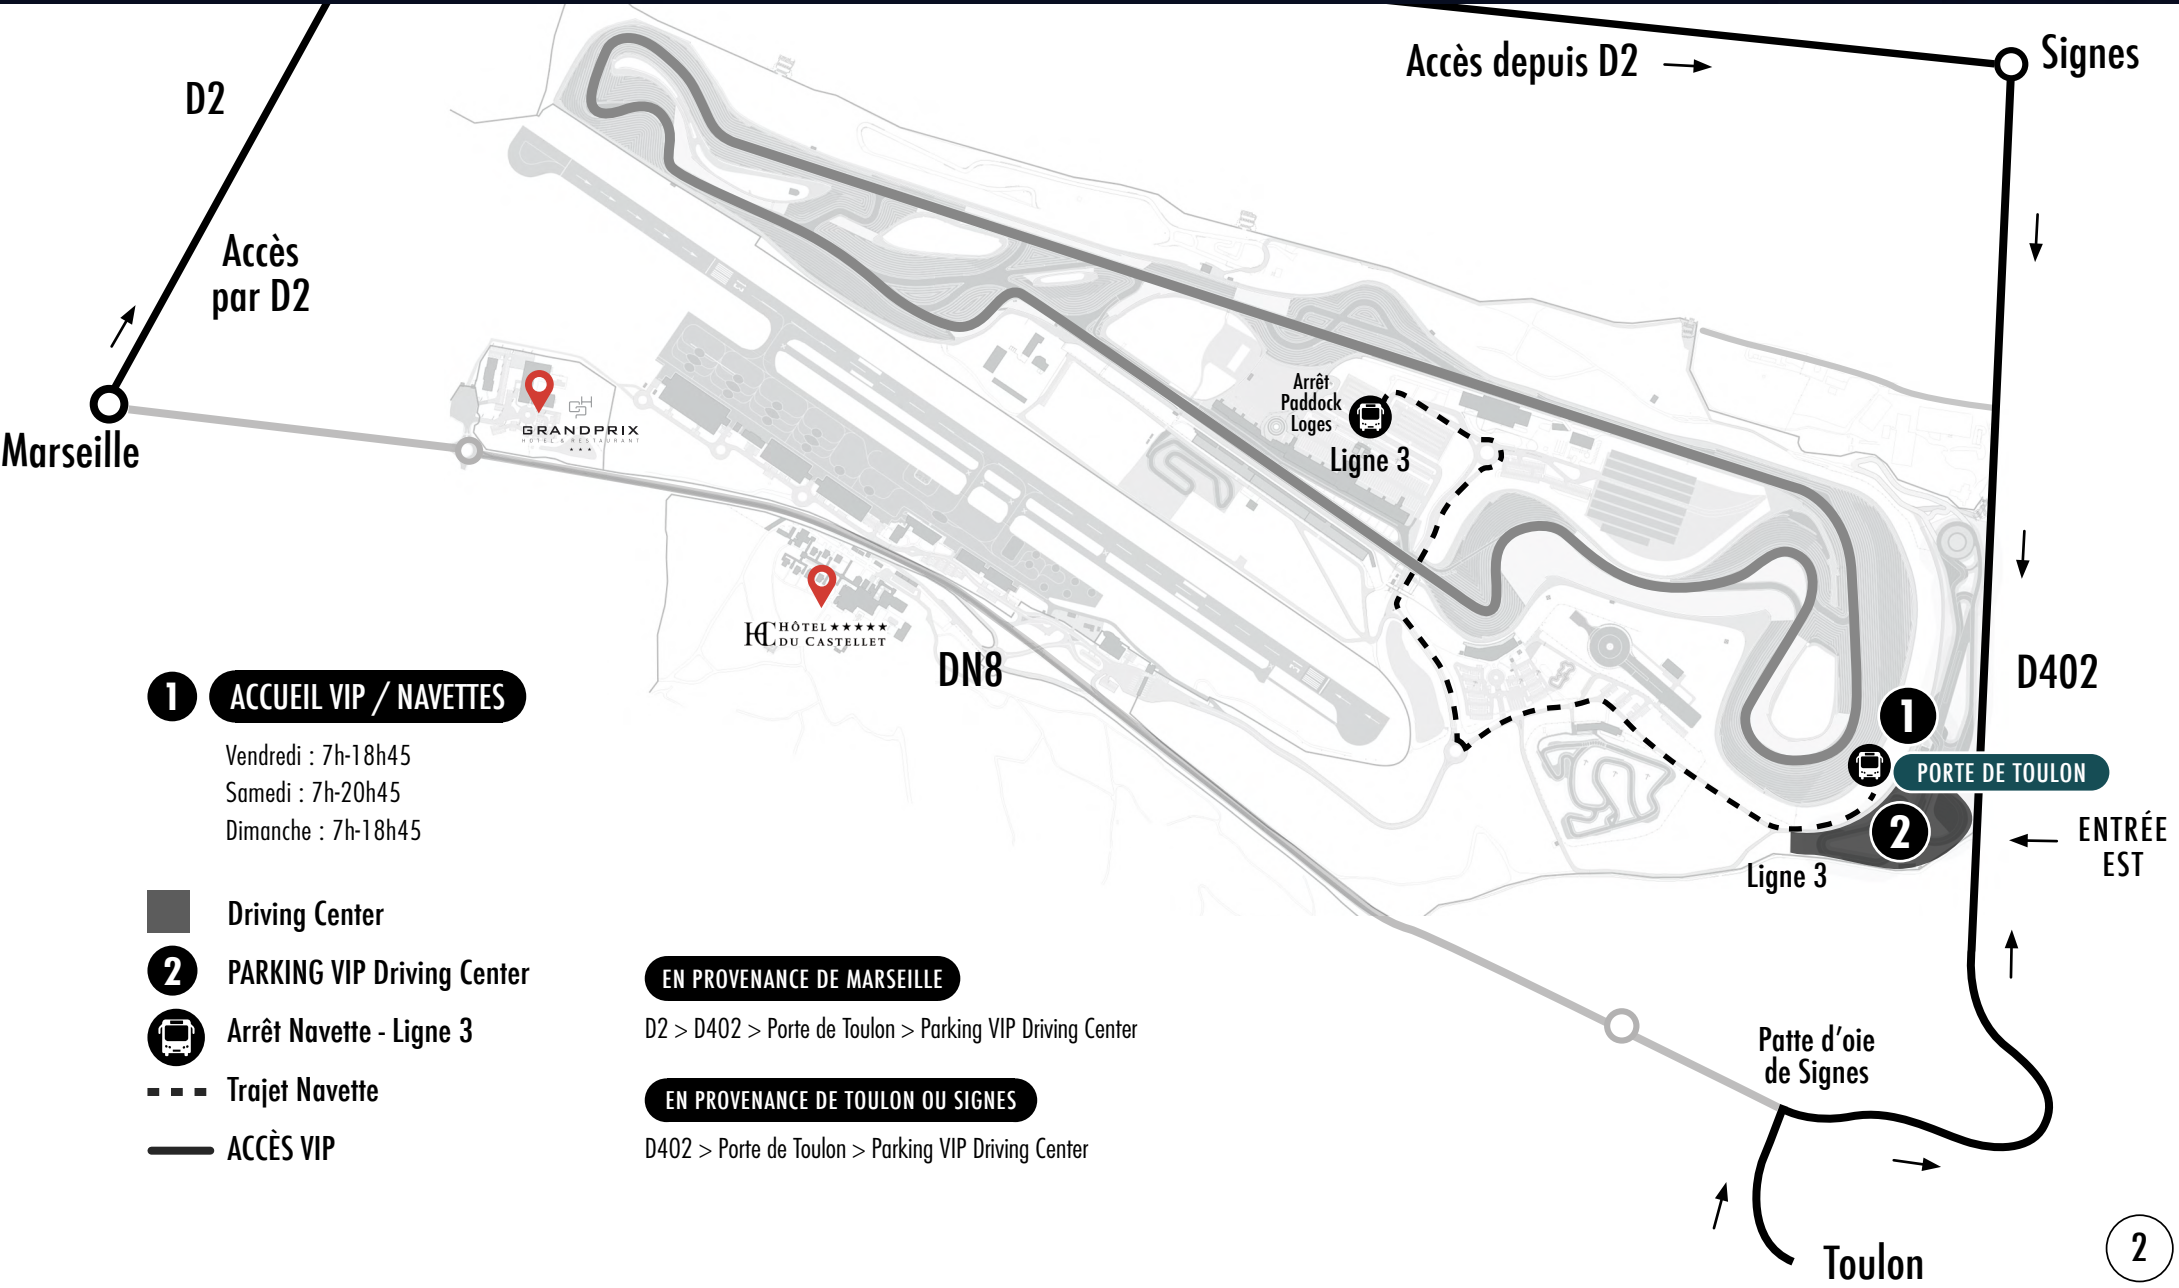 Accès depuis D2
Signes
D2
Accès
par D2
Marseille
GRANDPRIX
HOTEL & RESTAURANT
Arrêt
Paddock
Loges
Ligne 3
HC HÔTEL★★★★★
DU CASTELLET
DN8
D402
1
PORTE DE TOULON
2
ENTRÉE
EST
Ligne 3
1 ACCUEIL VIP / NAVETTES
Vendredi : 7h-18h45
Samedi : 7h-20h45
Dimanche : 7h-18h45
Driving Center
2 PARKING VIP Driving Center
Arrêt Navette - Ligne 3
Trajet Navette
ACCÈS VIP
EN PROVENANCE DE MARSEILLE
D2 > D402 > Porte de Toulon > Parking VIP Driving Center
EN PROVENANCE DE TOULON OU SIGNES
D402 > Porte de Toulon > Parking VIP Driving Center
Patte d'oie
de Signes
Toulon
2